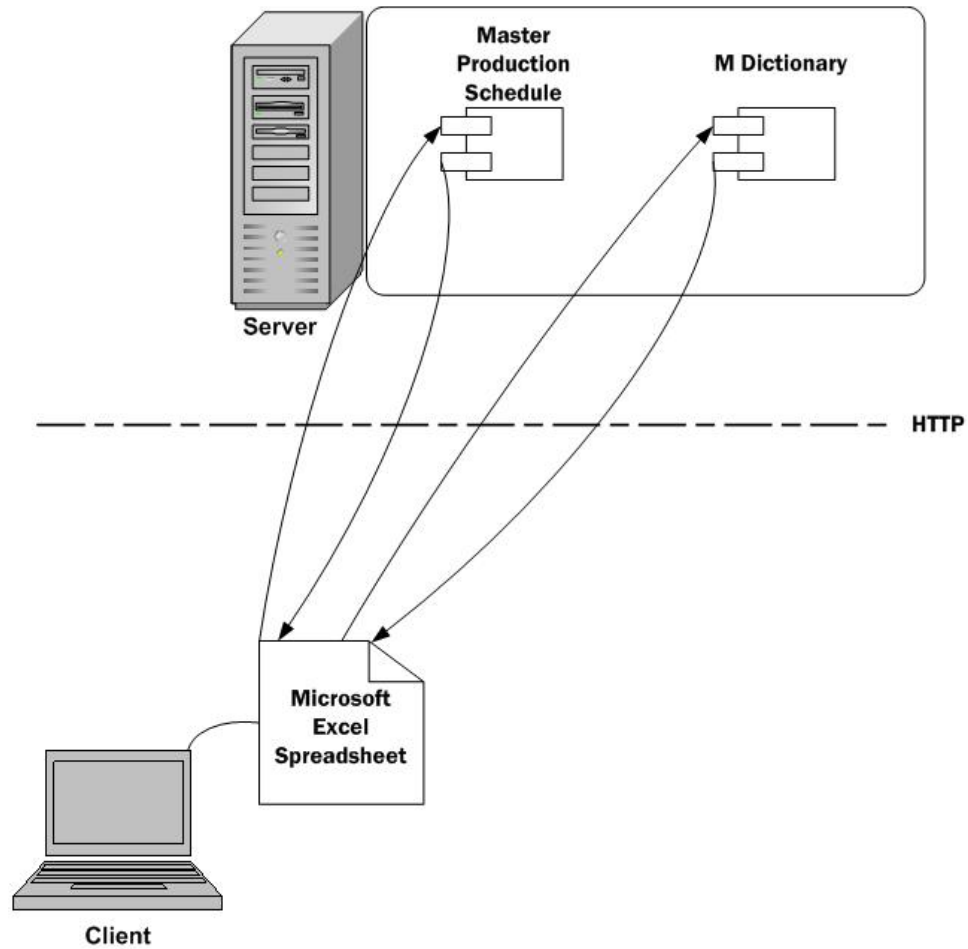 Master
Production
Schedule
M Dictionary
Server
HTTP
Microsoft
Excel
Spreadsheet
Client